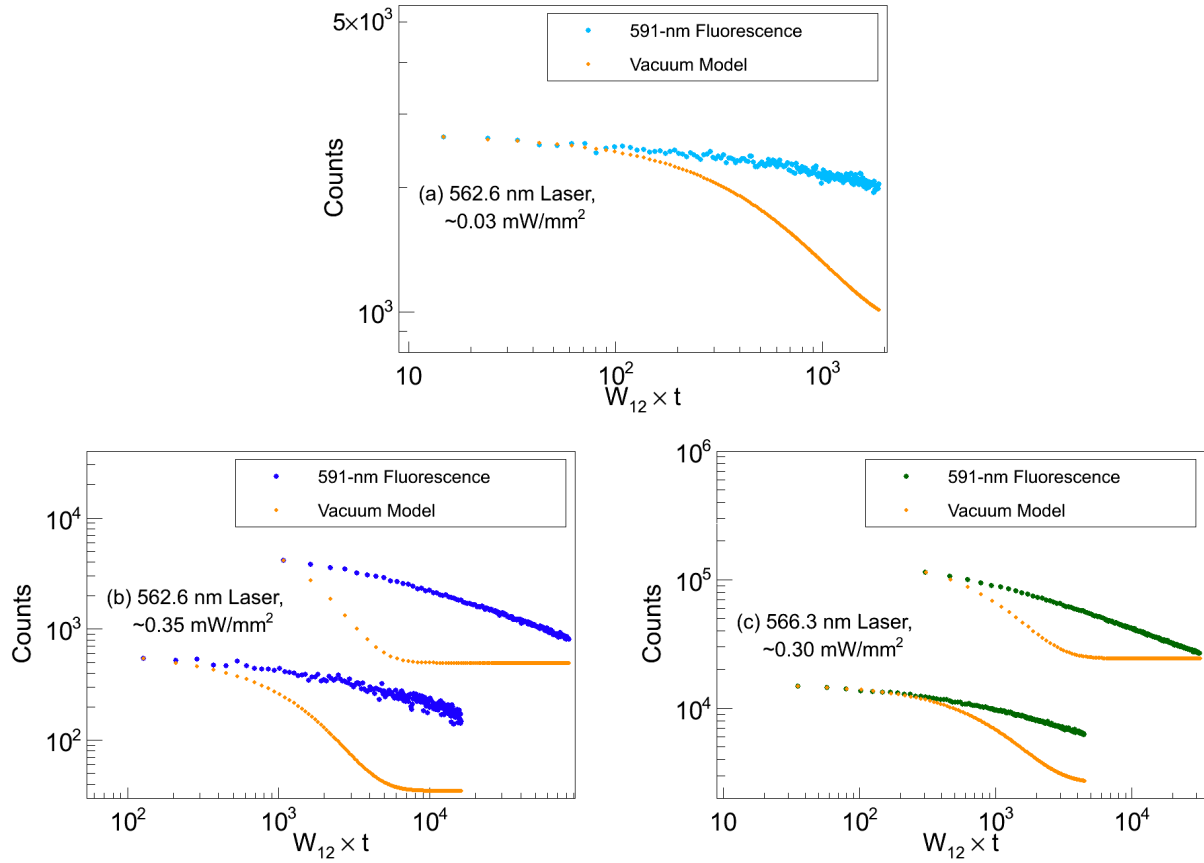 5×10³
591-nm Fluorescence
Vacuum Model
Counts
(a) 562.6 nm Laser,
~0.03 mW/mm²
10³
10 10² 10³
W₁₂ × t
591-nm Fluorescence
Vacuum Model
10⁴
Counts
(b) 562.6 nm Laser,
~0.35 mW/mm²
10³
10²
10² 10³ 10⁴
W₁₂ × t
10⁶
591-nm Fluorescence
Vacuum Model
10⁵
Counts
(c) 566.3 nm Laser,
~0.30 mW/mm²
10⁴
10 10² 10³ 10⁴
W₁₂ × t